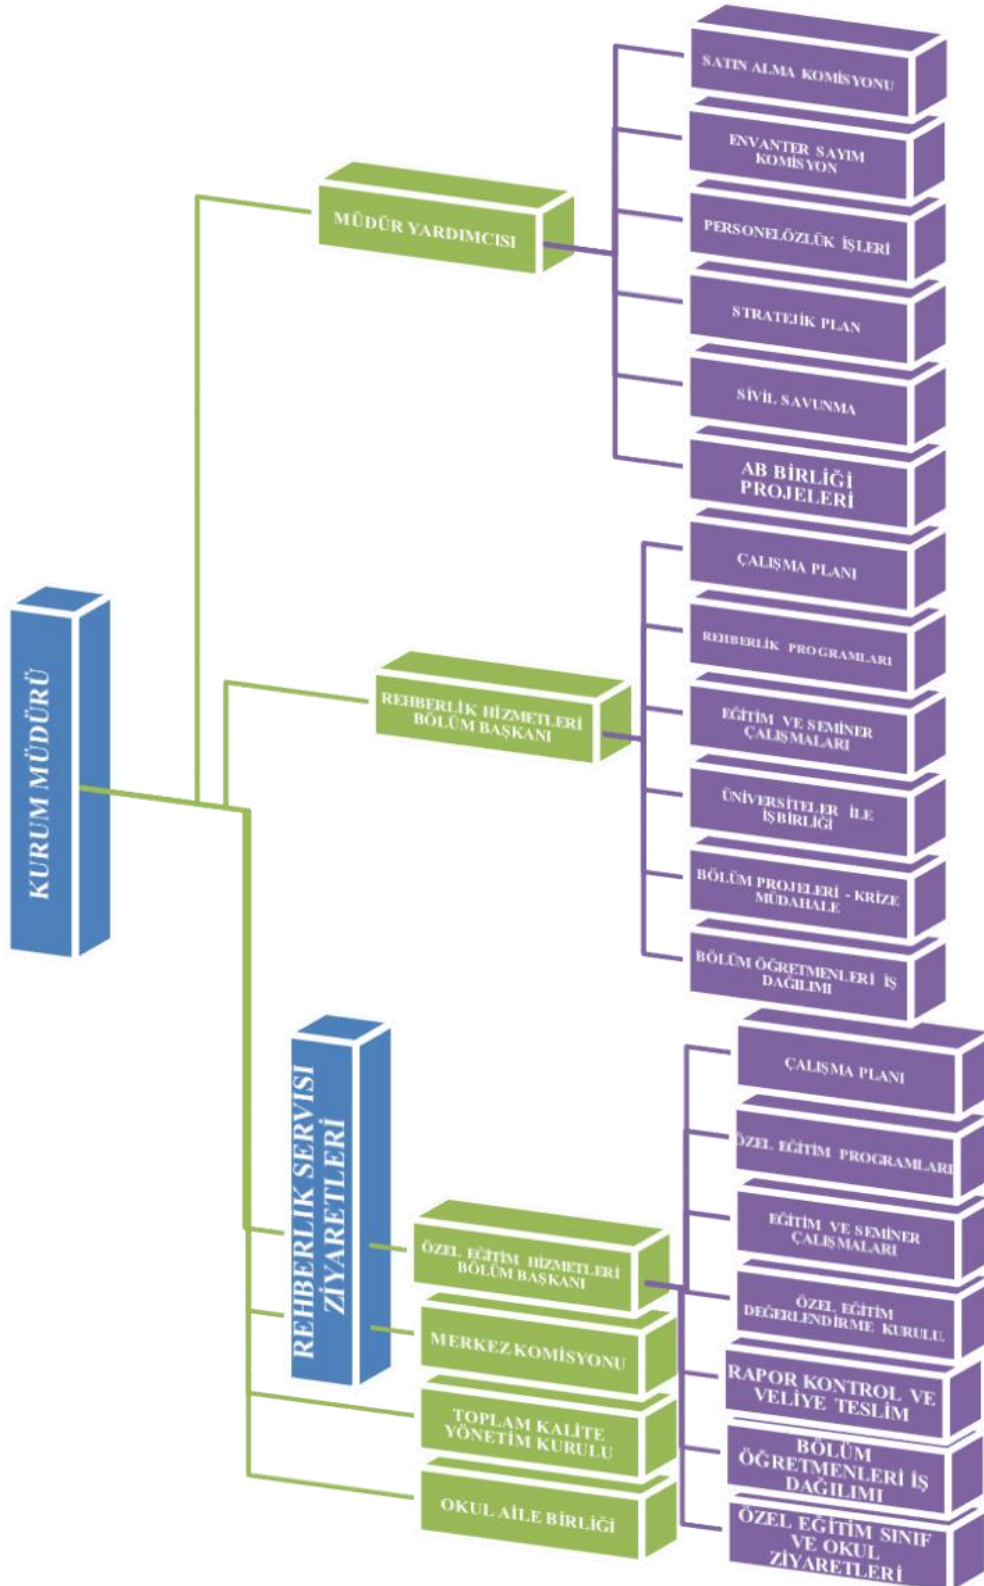 KURUM MÜDÜRÜ
MÜDÜR YARDIMCISI
SATIN ALMA KOMİSYONU
ENVANTER SAYIM
KOMİSYON
PERSONELÖZLÜK İŞLERİ
STRATEJİK PLAN
SİVİL SAVUNMA
AB BİRLİĞİ
PROJELERİ
REHBERLİK HİZMETLERİ
BÖLÜM BAŞKANI
ÇALIŞMA PLANI
REHBERLİK PROGRAMLARI
EĞİTİM VE SEMİNER
ÇALIŞMALARI
ÜNİVERSİTELER İLE
İŞBİRLİĞİ
BÖLÜM PROJELERİ - KRİZE
MÜDAHALE
BÖLÜM ÖĞRETMENLERİ İŞ
DAĞILIMI
REHBERLİK SERVİSİ
ZİYARETLERİ
ÖZEL EĞİTİM HİZMETLERİ
BÖLÜM BAŞKANI
ÇALIŞMA PLANI
ÖZEL EĞİTİM PROGRAMLARI
EĞİTİM VE SEMİNER
ÇALIŞMALARI
ÖZEL EĞİTİM
DEĞERLENDİRME KURULU.
RAPOR KONTROL VE
VELİYE TESLİM
BÖLÜM
ÖĞRETMENLERİ İŞ
DAĞILIMI
ÖZEL EĞİTİM SINIF
VE OKUL
ZİYARETLERİ
MERKEZ KOMİSYONU
TOPLAM KALİTE
YÖNETİM KURULU
OKUL AİLE BİRLİĞİ